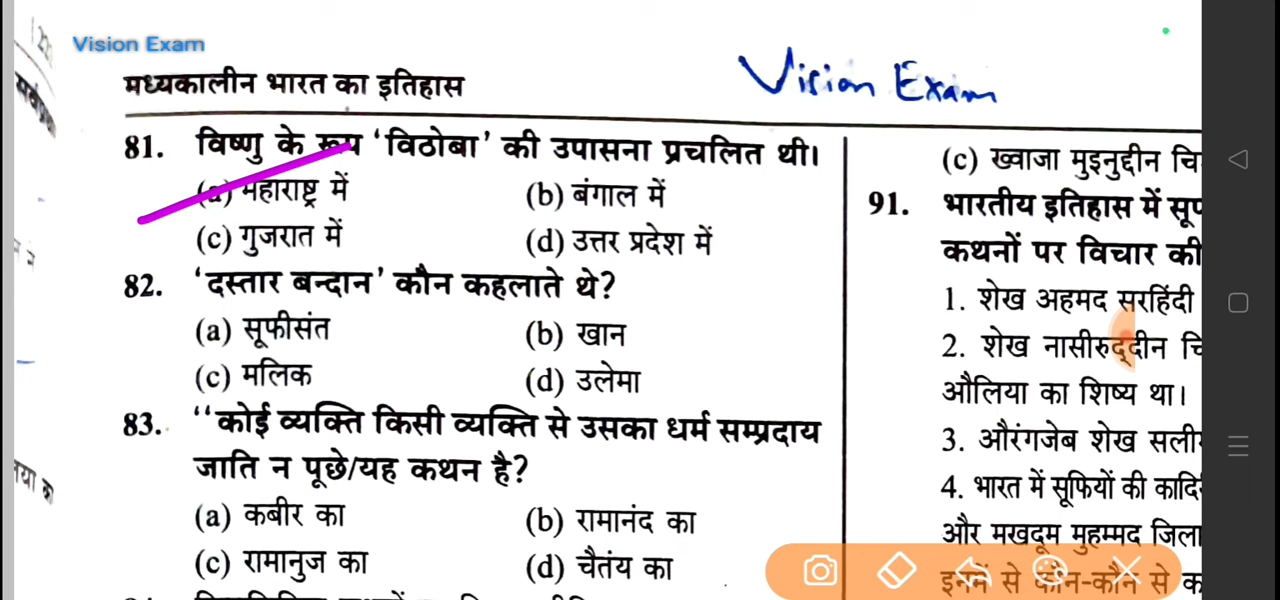 Vision Exam
Vision Exam
मध्यकालीन भारत का इतिहास
81. विष्णु के रूप 'विठोबा' की उपासना प्रचलित थी।
(a) महाराष्ट्र में (b) बंगाल में
(c) गुजरात में (d) उत्तर प्रदेश में
82. 'दस्तार बन्दान' कौन कहलाते थे?
(a) सूफीसंत (b) खान
(c) मलिक (d) उलेमा
83. "कोई व्यक्ति किसी व्यक्ति से उसका धर्म सम्प्रदाय
जाति न पूछे/यह कथन है?
(a) कबीर का (b) रामानंद का
(c) रामानुज का (d) चैतंय का
(c) ख्वाजा मुइनुद्दीन चि
91. भारतीय इतिहास में सूप
कथनों पर विचार की
1. शेख अहमद सरहिंदी
2. शेख नासीरुद्दीन चि
औलिया का शिष्य था।
3. औरंगजेब शेख सली
4. भारत में सूफियों की कादि
और मखदूम मुहम्मद जिला
इनमें से कौन-कौन से क